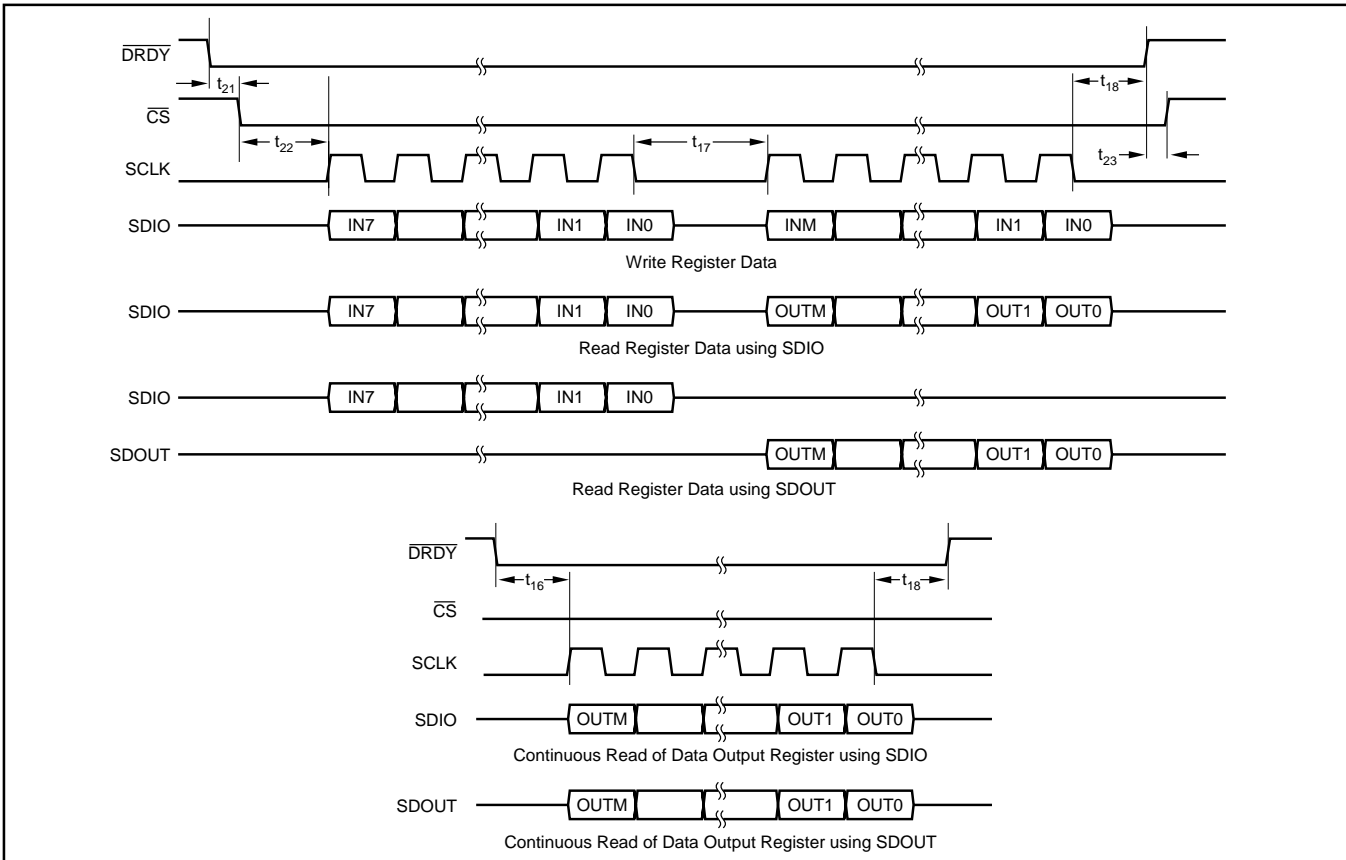 DRDY
t21
t18
CS
t22
t17
t23
SCLK
SDIO IN7 IN1 IN0 INM IN1 IN0
Write Register Data
SDIO IN7 IN1 IN0 OUTM OUT1 OUT0
Read Register Data using SDIO
SDIO IN7 IN1 IN0
SDOUT OUTM OUT1 OUT0
Read Register Data using SDOUT
DRDY
t16 t18
CS
SCLK
SDIO OUTM OUT1 OUT0
Continuous Read of Data Output Register using SDIO
SDOUT OUTM OUT1 OUT0
Continuous Read of Data Output Register using SDOUT